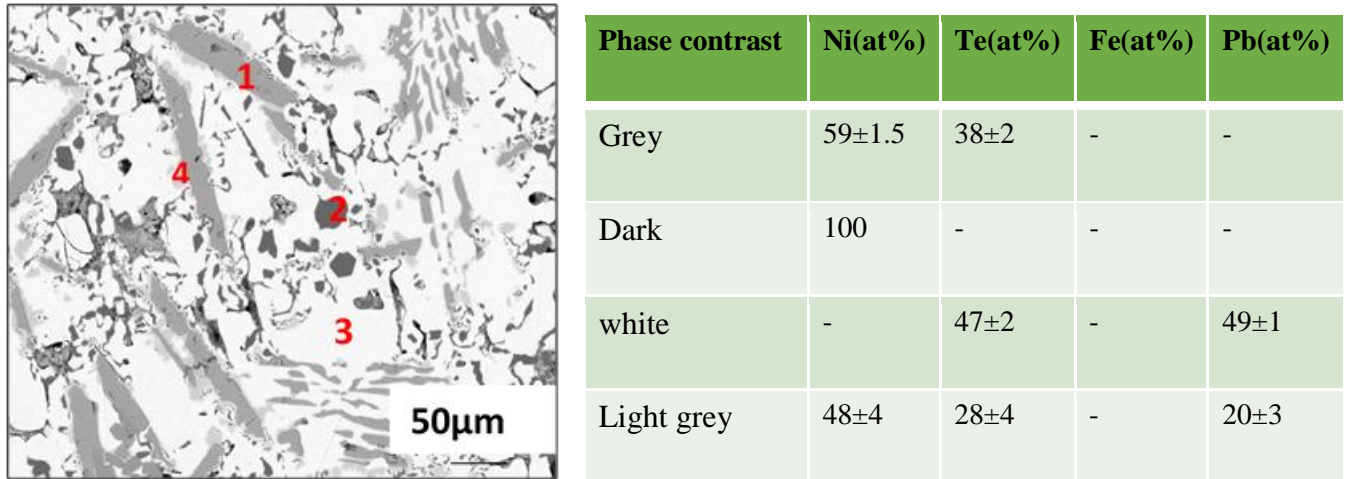 1
4
2
3
50µm
Phase contrast Ni(at%) Te(at%) Fe(at%) Pb(at%)
Grey 59±1.5 38±2 - -
Dark 100 - - -
white - 47±2 - 49±1
Light grey 48±4 28±4 - 20±3